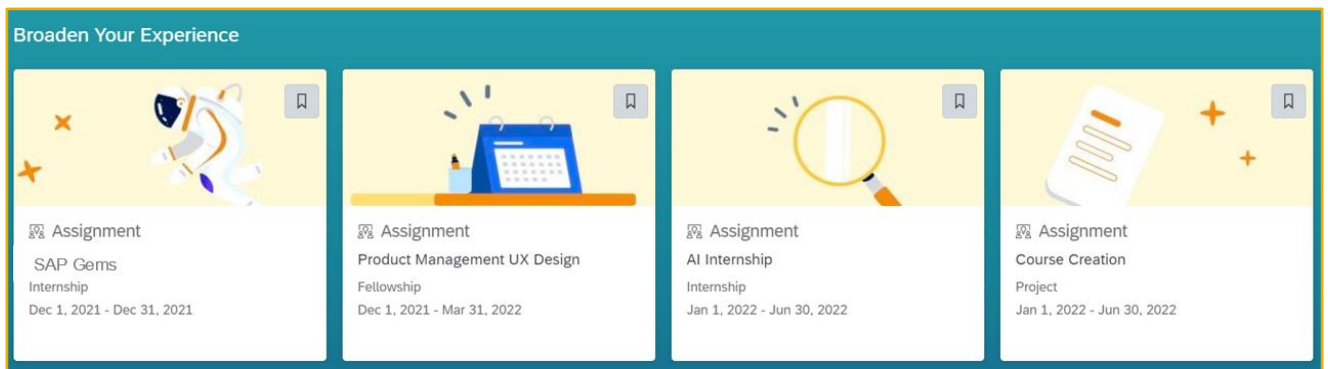 Broaden Your Experience
Assignment
SAP Gems
Internship
Dec 1, 2021 - Dec 31, 2021
Assignment
Product Management UX Design
Fellowship
Dec 1, 2021 - Mar 31, 2022
Assignment
AI Internship
Internship
Jan 1, 2022 - Jun 30, 2022
Assignment
Course Creation
Project
Jan 1, 2022 - Jun 30, 2022